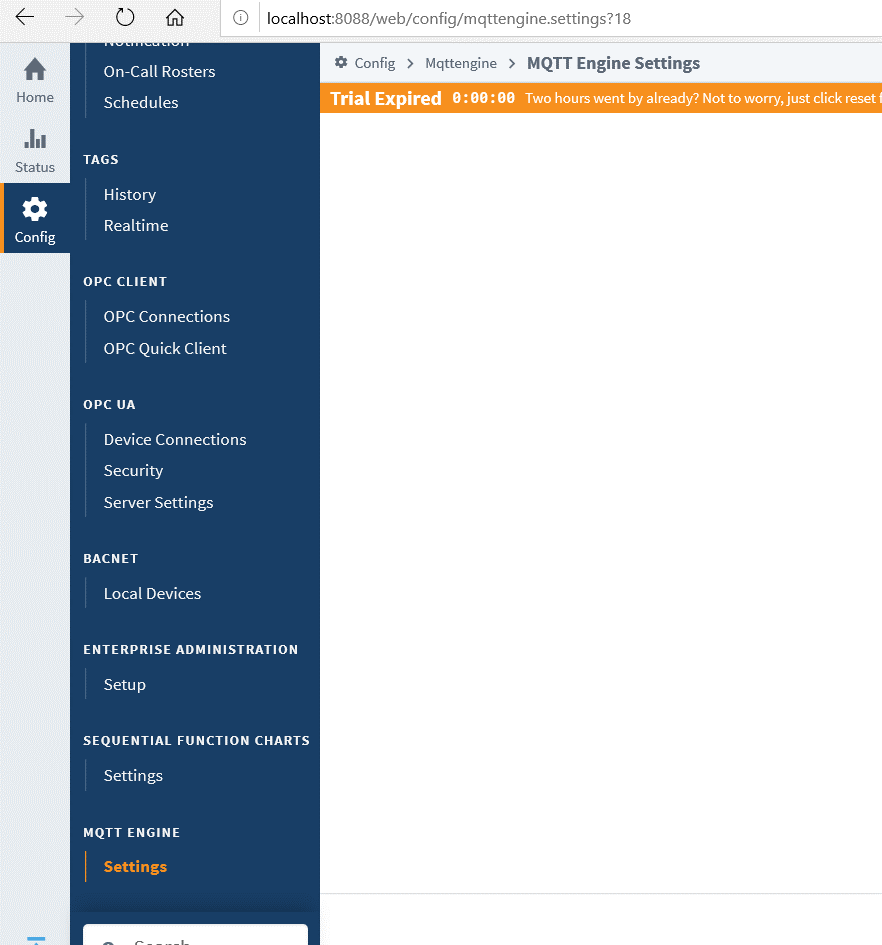 localhost:8088/web/config/mqttengine.settings?18
Home
Status
Config
Notification
On-Call Rosters
Schedules
TAGS
History
Realtime
OPC CLIENT
OPC Connections
OPC Quick Client
OPC UA
Device Connections
Security
Server Settings
BACNET
Local Devices
ENTERPRISE ADMINISTRATION
Setup
SEQUENTIAL FUNCTION CHARTS
Settings
MQTT ENGINE
Settings
Search
Config > Mqttengine > MQTT Engine Settings
Trial Expired 0:00:00 Two hours went by already? Not to worry, just click reset